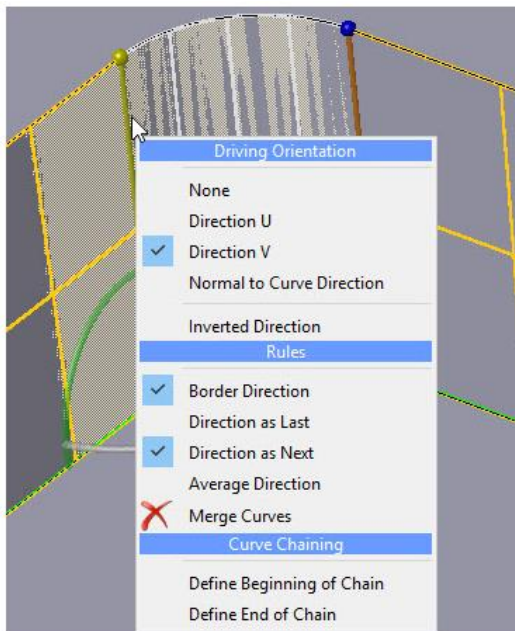 Driving Orientation
None
Direction U
Direction V
Normal to Curve Direction
Inverted Direction
Rules
Border Direction
Direction as Last
Direction as Next
Average Direction
Merge Curves
Curve Chaining
Define Beginning of Chain
Define End of Chain